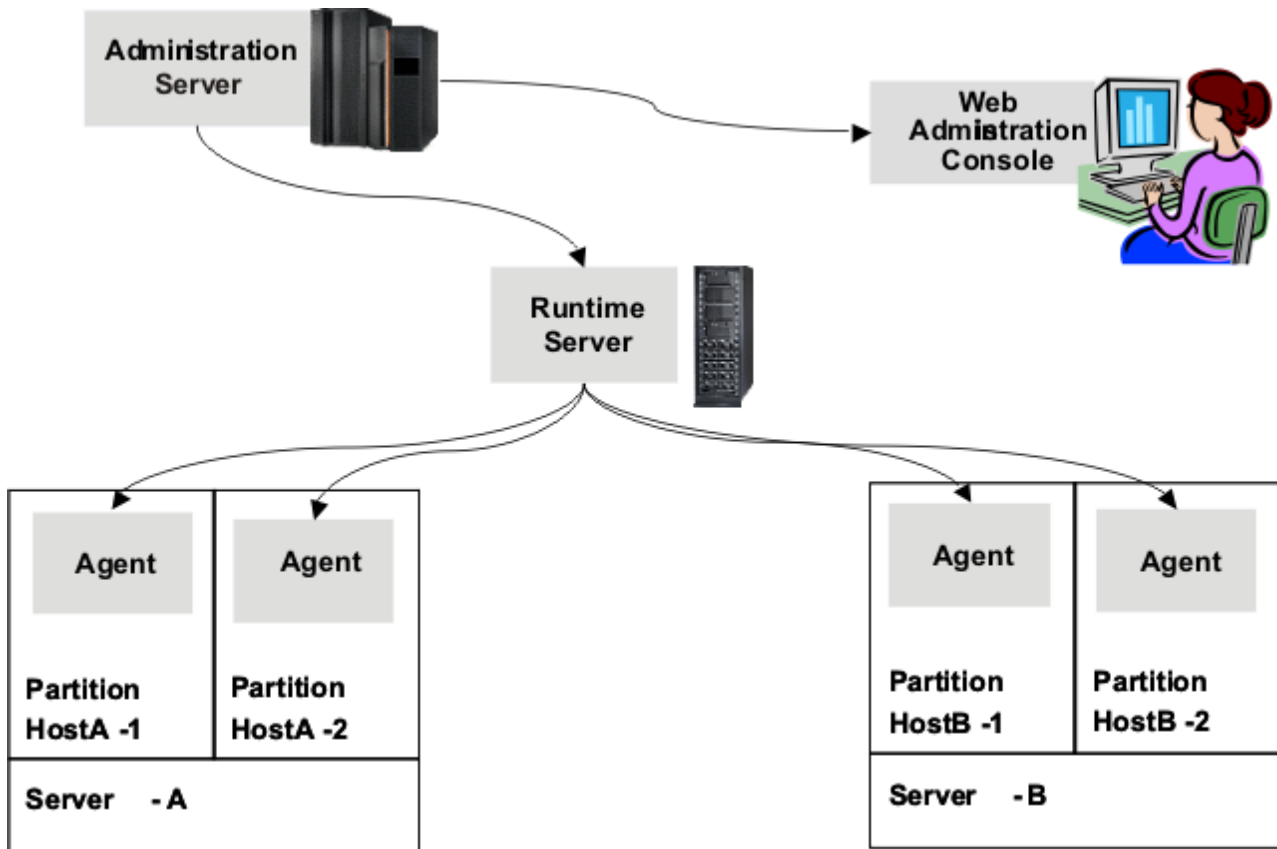 Administration
Server
Web
Administration
Console
Runtime
Server
Agent
Agent
Agent
Agent
Partition
HostA -1
Partition
HostA -2
Partition
HostB -1
Partition
HostB -2
Server - A
Server - B